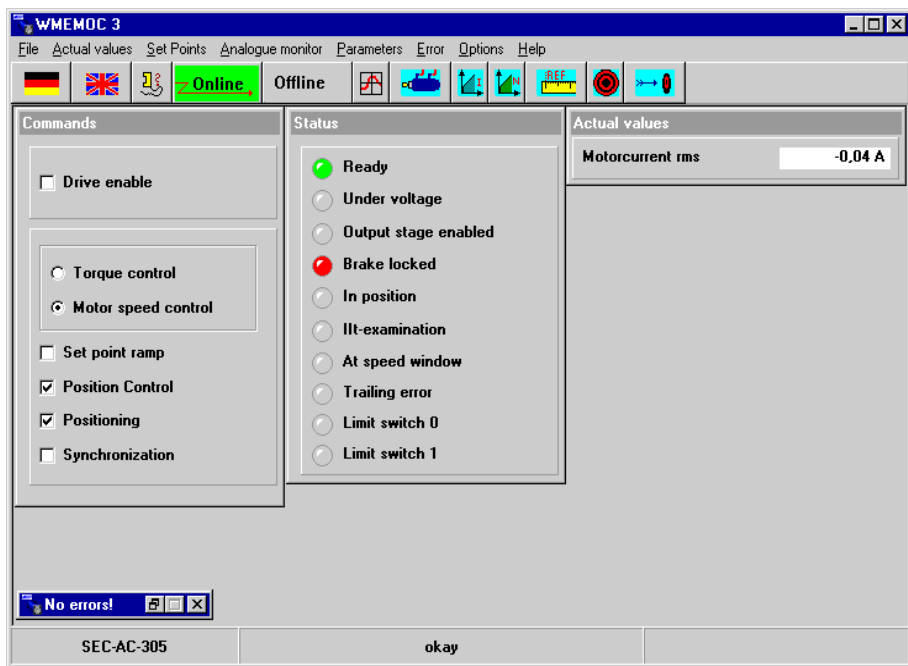 WMEMOC 3
File Actual values Set Points Analogue monitor Parameters Error Options Help
Online Offline I N REF
Commands
Drive enable
Torque control
Motor speed control
Set point ramp
Position Control
Positioning
Synchronization
Status
Ready
Under voltage
Output stage enabled
Brake locked
In position
IIt-examination
At speed window
Trailing error
Limit switch 0
Limit switch 1
Actual values
Motorcurrent rms -0,04 A
No errors!
SEC-AC-305 okay